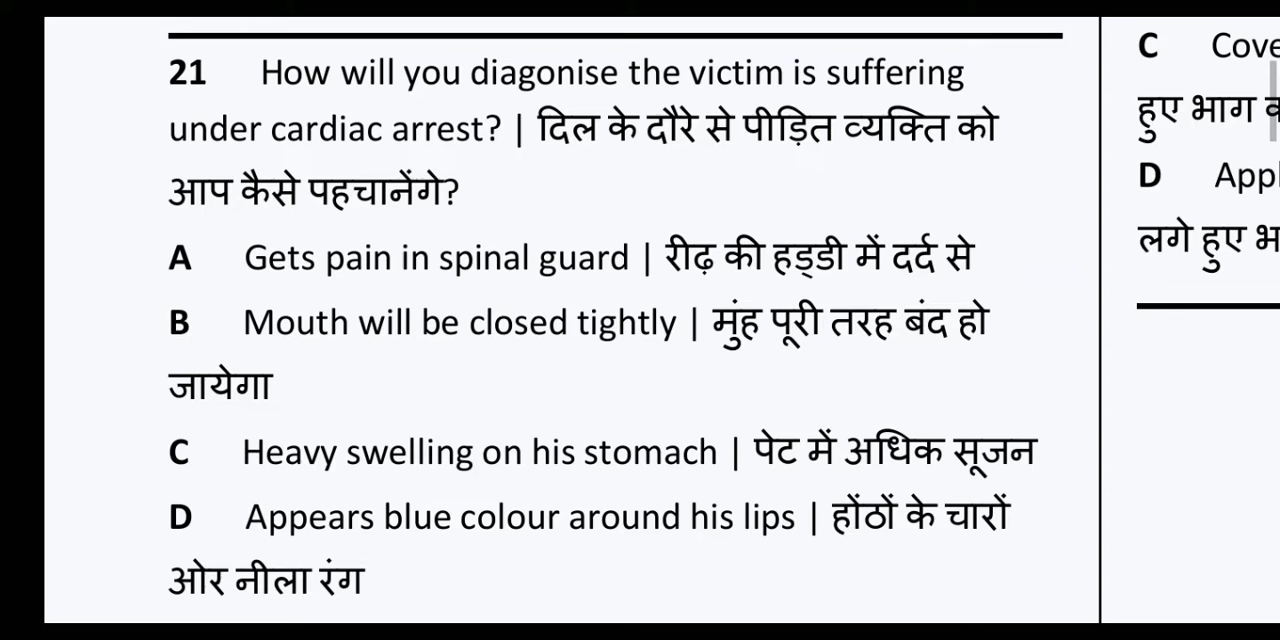 21 How will you diagonise the victim is suffering
under cardiac arrest? | दिल के दौरे से पीड़ित व्यक्ति को
आप कैसे पहचानेंगे?
A Gets pain in spinal guard | रीढ़ की हड्डी में दर्द से
B Mouth will be closed tightly | मुंह पूरी तरह बंद हो
जायेगा
C Heavy swelling on his stomach | पेट में अधिक सूजन
D Appears blue colour around his lips | होंठों के चारों
ओर नीला रंग
C
हुए भाग
D
लगे हुए